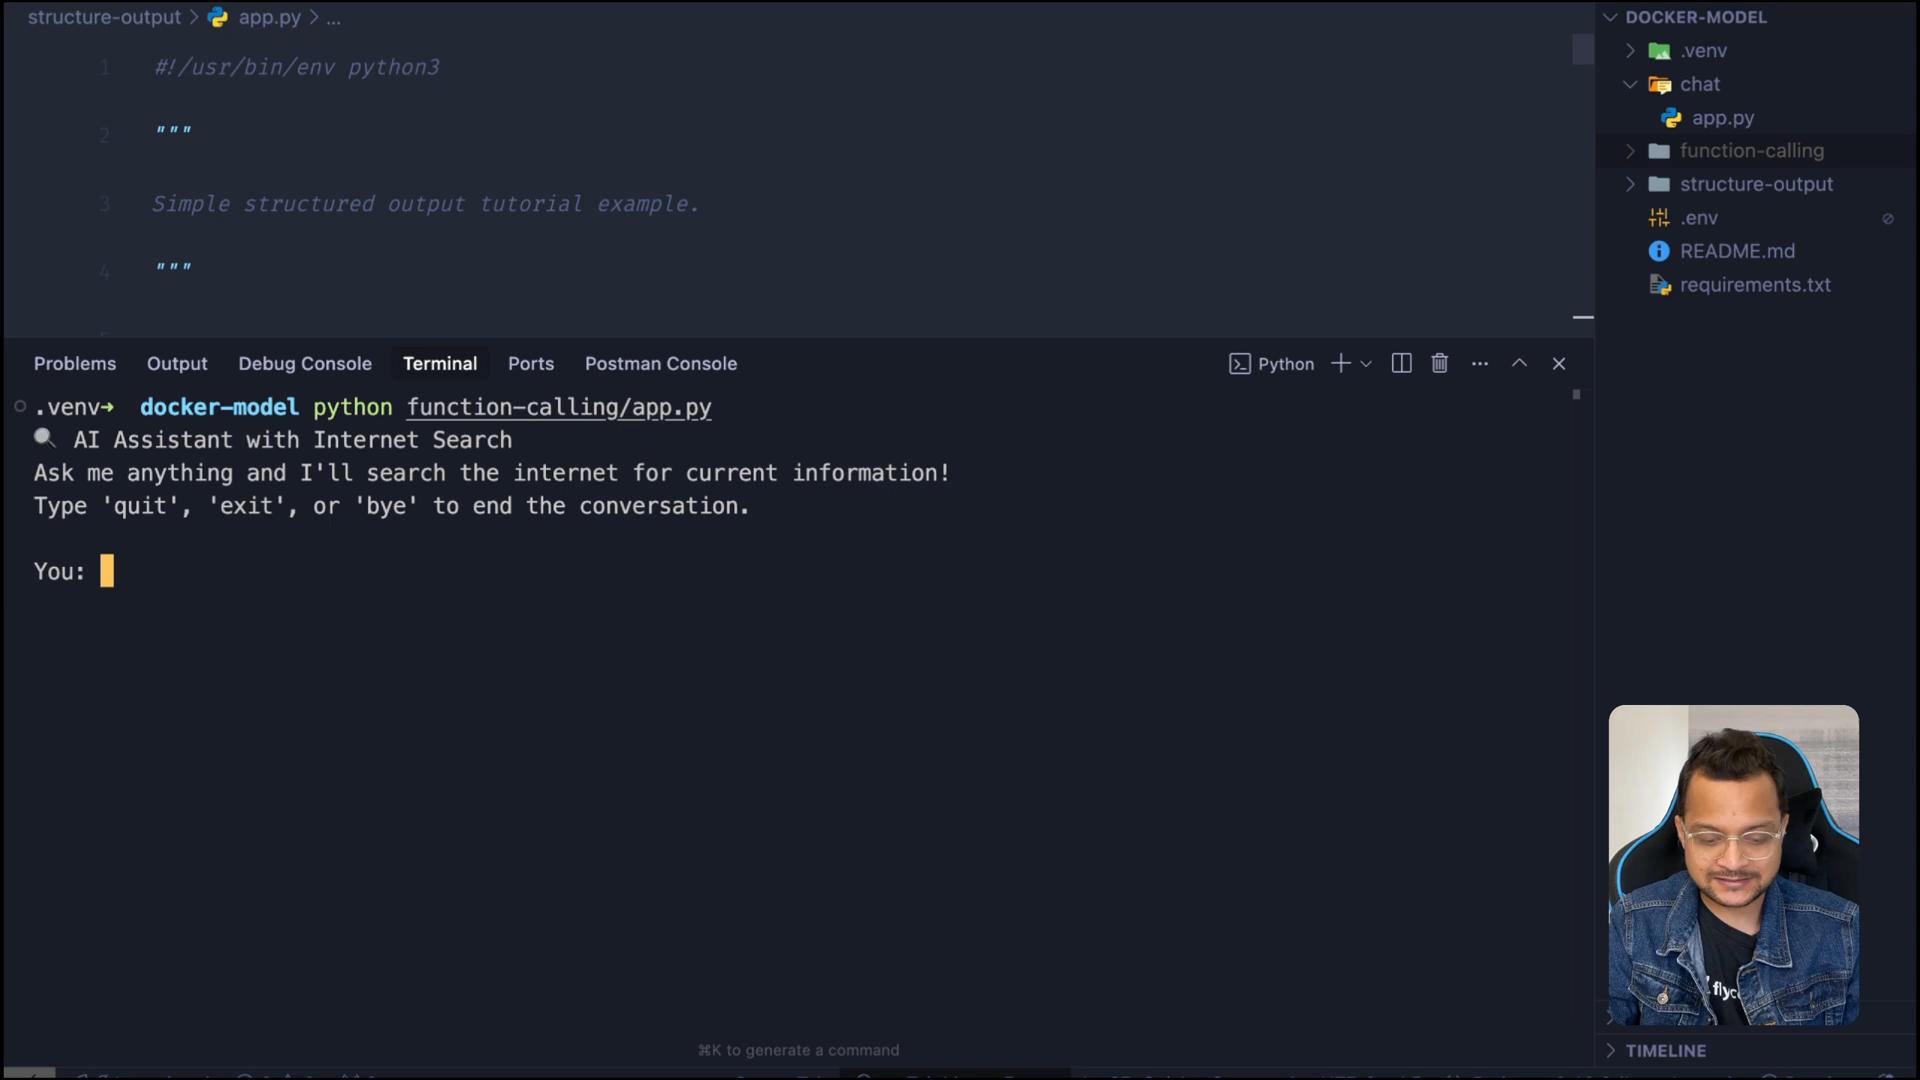 structure-output > app.py > ...
1 #!/usr/bin/env python3
2 """
3 Simple structured output tutorial example.
4 """
Problems Output Debug Console Terminal Ports Postman Console
Python
.venv→ docker-model python function-calling/app.py
AI Assistant with Internet Search
Ask me anything and I'll search the internet for current information!
Type 'quit', 'exit', or 'bye' to end the conversation.
You:
⌘K to generate a command
DOCKER-MODEL
.venv
chat
app.py
function-calling
structure-output
.env
README.md
requirements.txt
TIMELINE